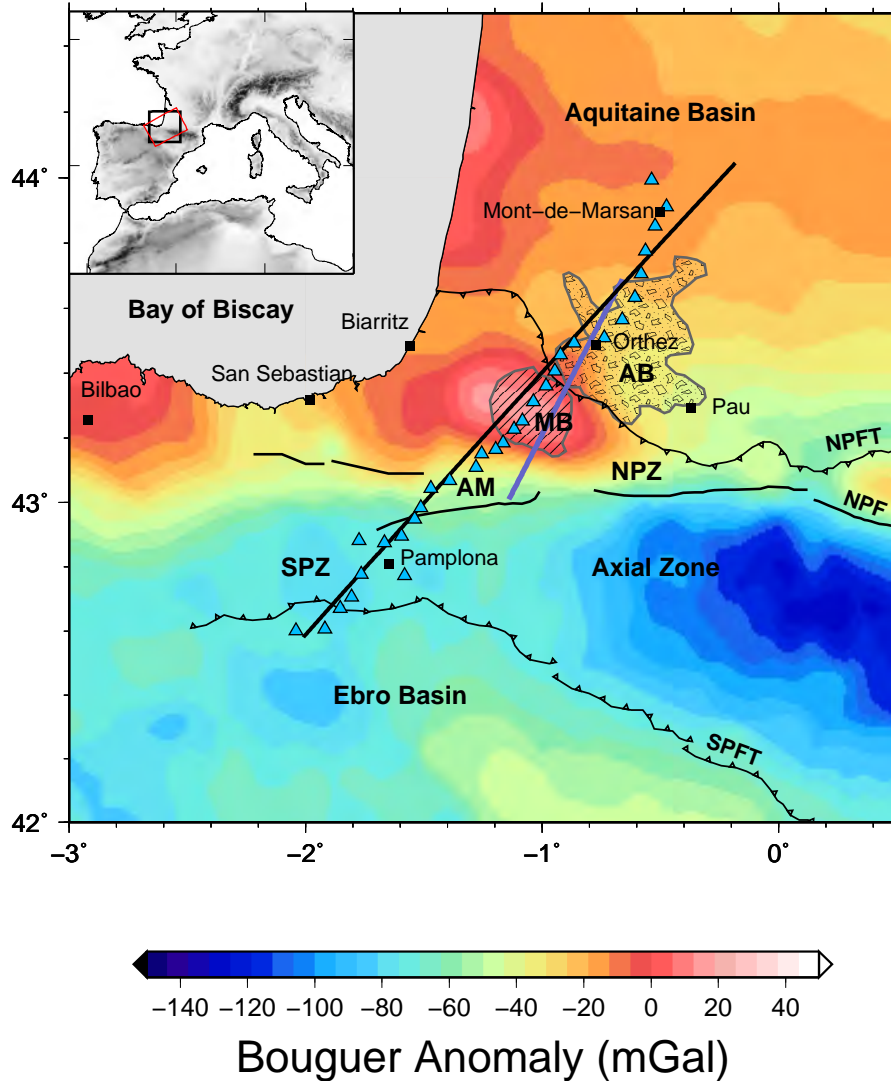 Aquitaine Basin
44°
Mont−de−Marsan
Bay of Biscay
Biarritz
Orthez
San Sebastian
Bilbao
AB
Pau
MB
NPFT
NPZ
AM
43°
NPF
Pamplona
SPZ
Axial Zone
Ebro Basin
SPFT
42°
−3° −2° −1° 0°
−140 −120 −100 −80 −60 −40 −20 0 20 40
Bouguer Anomaly (mGal)